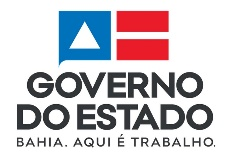 GOVERNO
DO ESTADO
BAHIA. AQUI É TRABALHO.